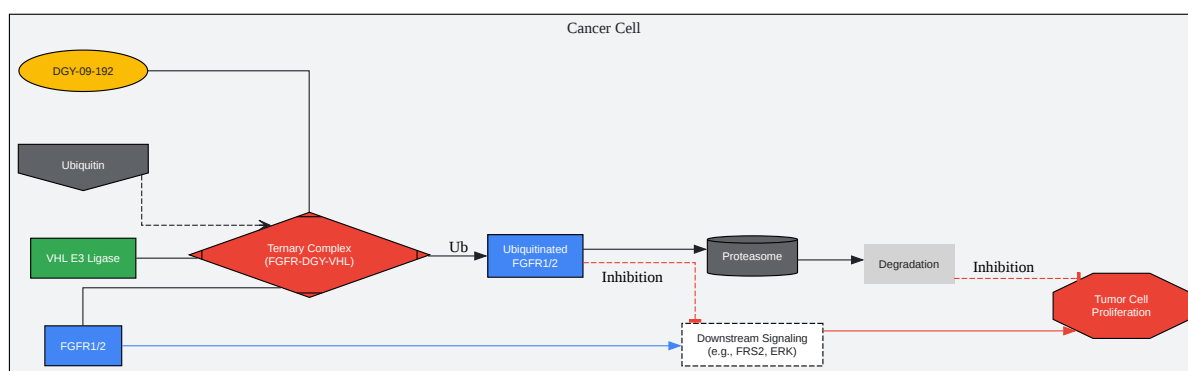 Cancer Cell
DGY-09-192
Ubiquitin
VHL E3 Ligase
Ternary Complex
(FGFR-DGY-VHL)
Ub
Ubiquitinated
FGFR1/2
Inhibition
Proteasome
Degradation
Inhibition
Tumor Cell
Proliferation
FGFR1/2
Downstream Signaling
(e.g., FRS2, ERK)